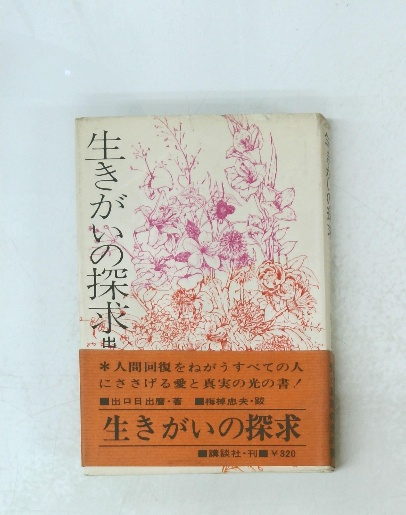 生きがいの探求
出
＊人間回復をねがうすべての人
にささげる愛と真実の光の書！
■出口日出麿・著 ■梅棹忠夫・跋
生きがいの探求
■講談社・刊■￥320